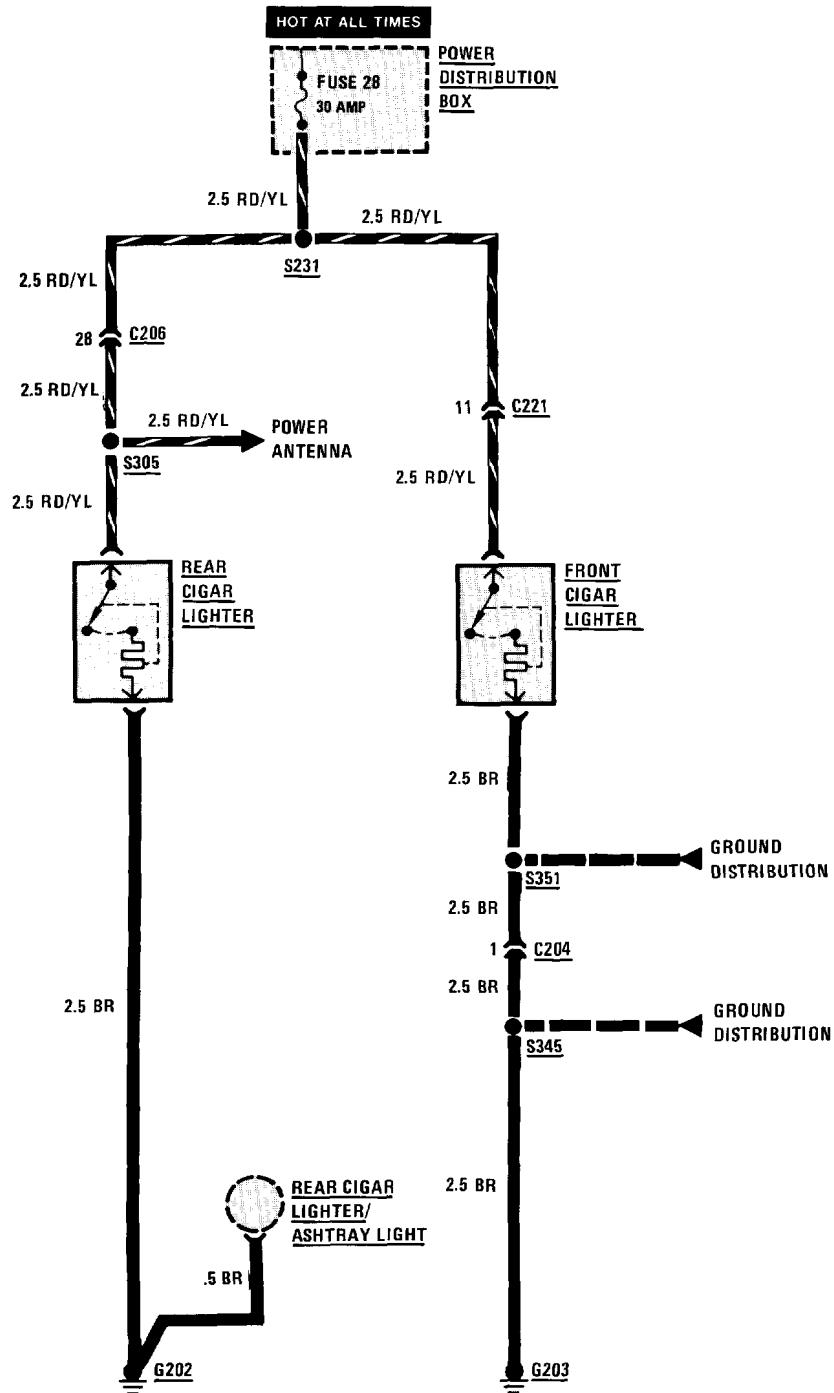 HOT AT ALL TIMES
POWER
DISTRIBUTION
BOX
FUSE 28
30 AMP
2.5 RD/YL
2.5 RD/YL
S231
2.5 RD/YL
28
C206
2.5 RD/YL
2.5 RD/YL
POWER
ANTENNA
S305
11
C221
2.5 RD/YL
2.5 RD/YL
REAR
CIGAR
LIGHTER
FRONT
CIGAR
LIGHTER
2.5 BR
GROUND
DISTRIBUTION
S351
2.5 BR
1
C204
2.5 BR
2.5 BR
GROUND
DISTRIBUTION
S345
REAR CIGAR
LIGHTER/
ASHTRAY LIGHT
2.5 BR
.5 BR
G202
G203